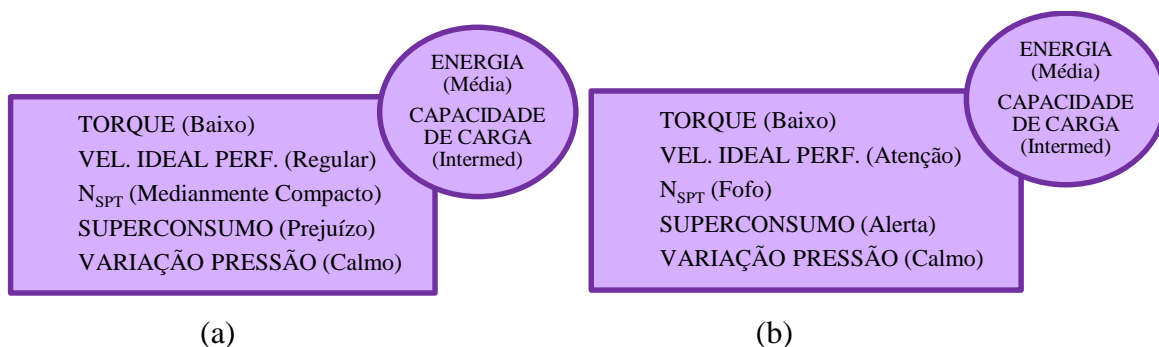 ENERGIA
(Média)
CAPACIDADE
DE CARGA
(Intermed)
TORQUE (Baixo)
VEL. IDEAL PERF. (Regular)
NSPT (Medianmente Compacto)
SUPERCONSUMO (Prejuízo)
VARIAÇÃO PRESSÃO (Calmo)
(a)
ENERGIA
(Média)
CAPACIDADE
DE CARGA
(Intermed)
TORQUE (Baixo)
VEL. IDEAL PERF. (Atenção)
NSPT (Fofo)
SUPERCONSUMO (Alerta)
VARIAÇÃO PRESSÃO (Calmo)
(b)